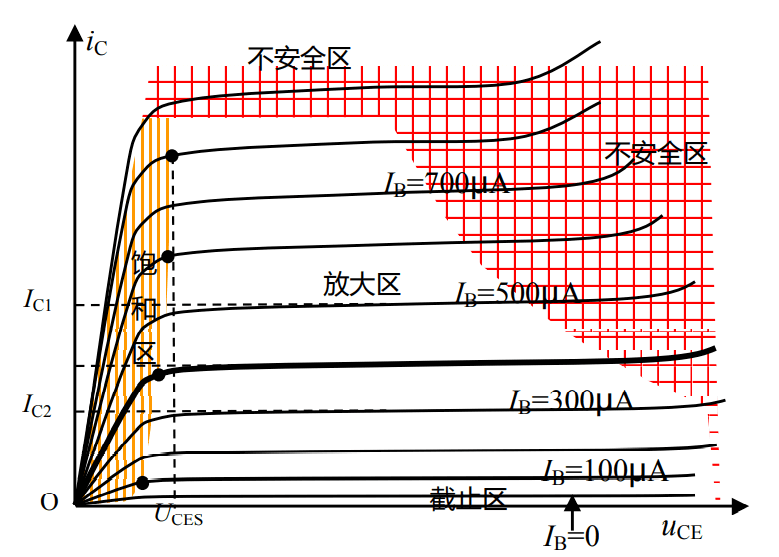 iC
不安全区
不安全区
IB=700μA
饱
和
区
放大区
IC1
IB=500μA
IC2
IB=300μA
IB=100μA
截止区
O
UCES
IB=0
uCE